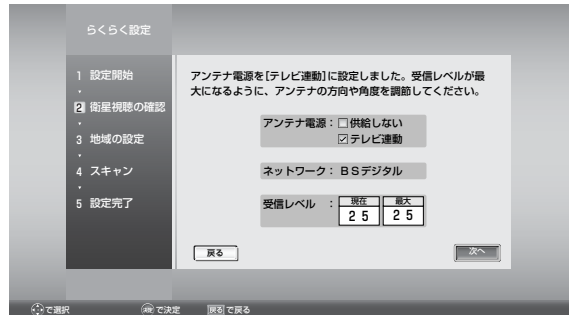 らくらく設定
1 設定開始
2 衛星視聴の確認
3 地域の設定
4 スキャン
5 設定完了
アンテナ電源を[テレビ連動]に設定しました。受信レベルが最
大になるように、アンテナの方向や角度を調節してください。
アンテナ電源：□供給しない
☑テレビ連動
ネットワーク：BSデジタル
受信レベル ： 現在 最大
25 25
戻る 次へ
で選択 決定 で決定 戻る で戻る